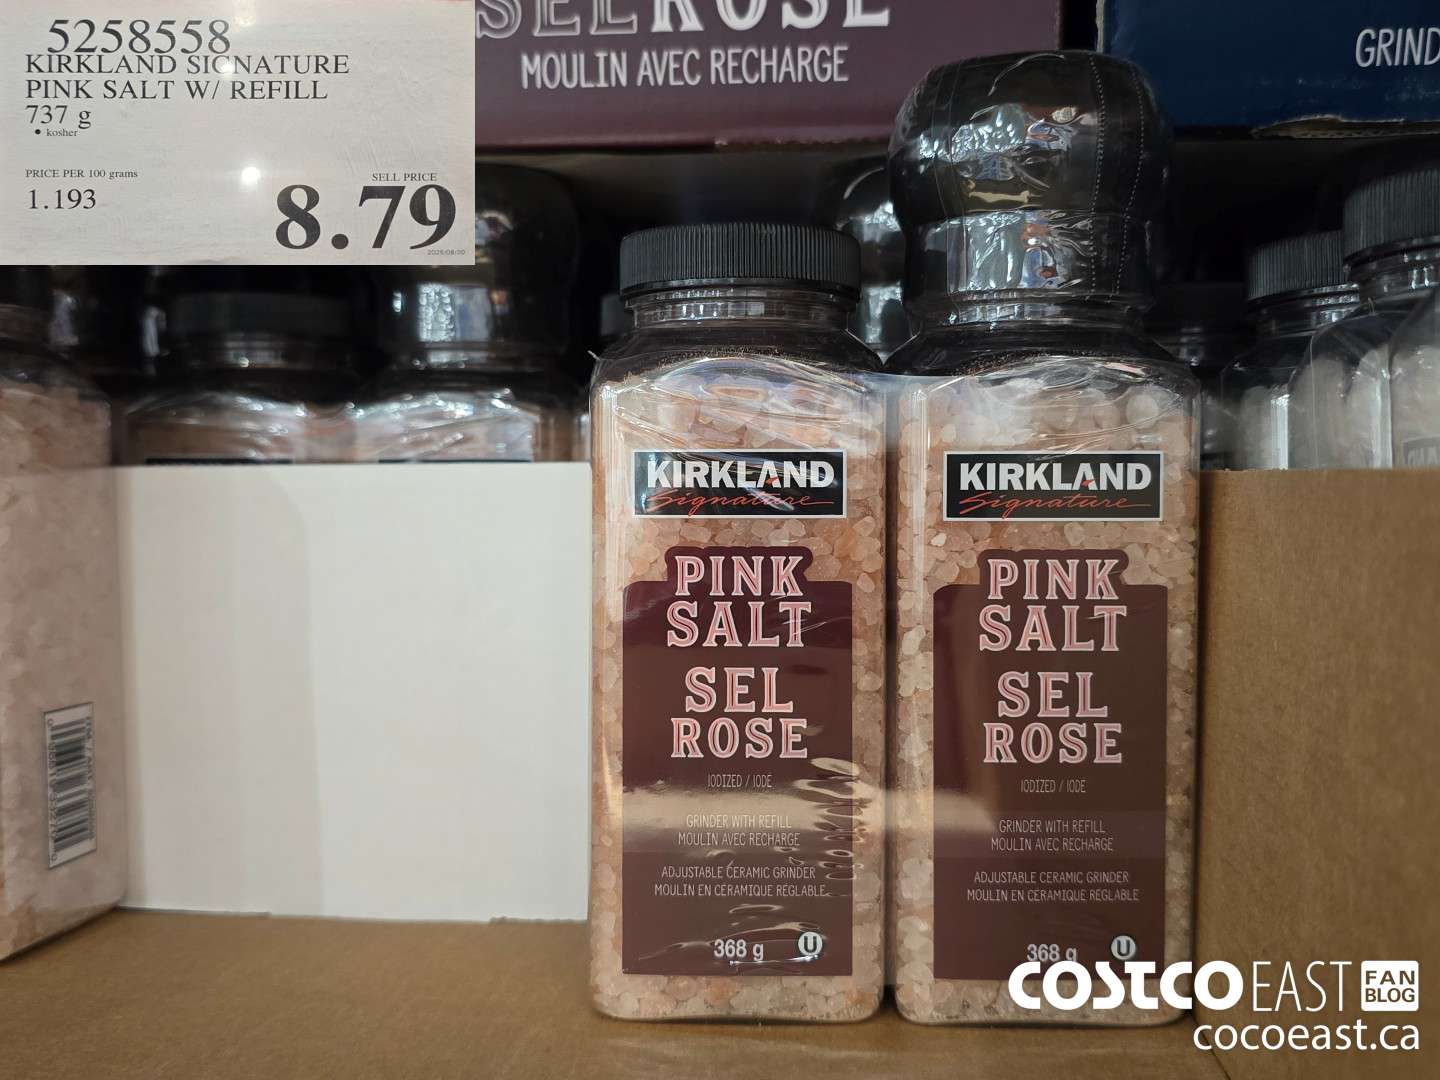 5258558
KIRKLAND SIGNATURE
PINK SALT W/ REFILL
737 g
• kosher
PRICE PER 100 grams
1.193
SELL PRICE
8.79
SEL ROSE
MOULIN AVEC RECHARGE
KIRKLAND
Signature
PINK
SALT
SEL
ROSE
IODIZED / IODÉ
GRINDER WITH REFILL
MOULIN AVEC RECHARGE
ADJUSTABLE CERAMIC GRINDER
MOULIN EN CÉRAMIQUE RÉGLABLE
368 g
U
KIRKLAND
Signature
PINK
SALT
SEL
ROSE
IODIZED / IODÉ
GRINDER WITH REFILL
MOULIN AVEC RECHARGE
ADJUSTABLE CERAMIC GRINDER
MOULIN EN CÉRAMIQUE RÉGLABLE
368 g
U
COSTCO EAST FAN BLOG
cocoeast.ca